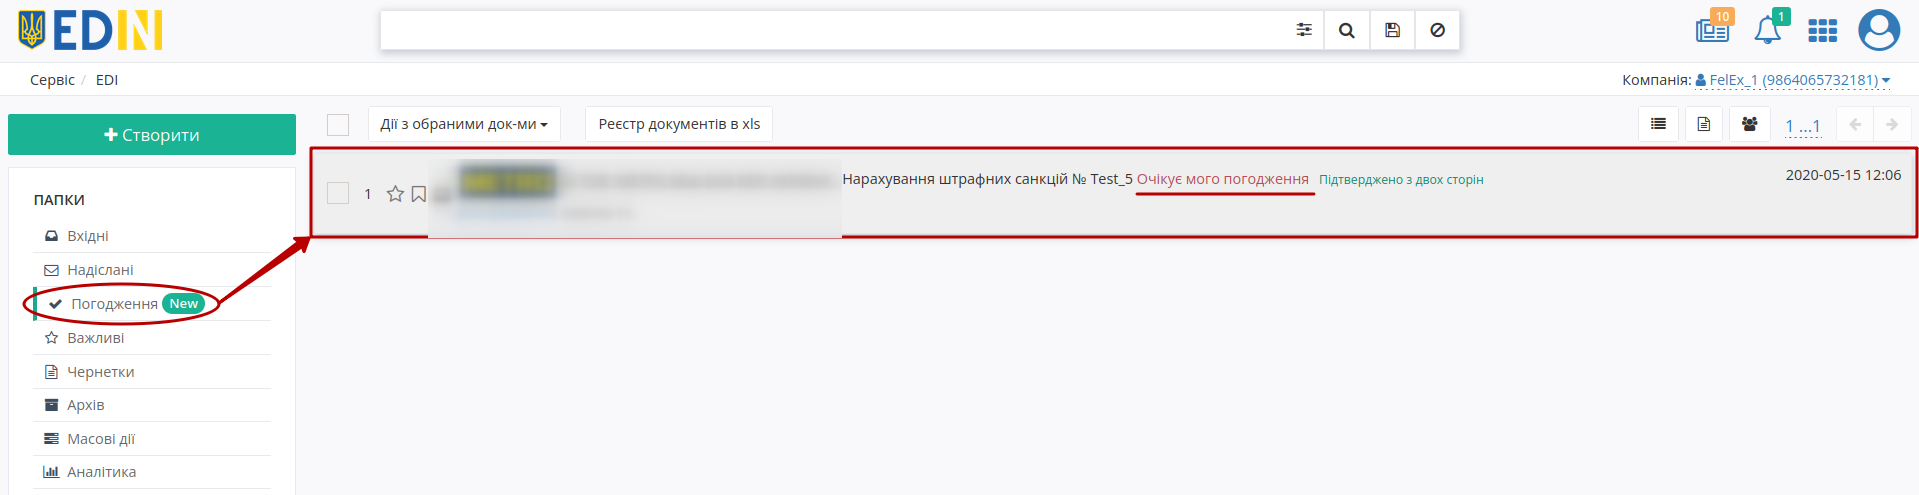 EDIN
10
1
Сервіс / EDI
Компанія: FelEx_1 (9864065732181)
Створити
Дії з обраними док-ми
Реєстр документів в xls
1 ...1
ПАПКИ
Вхідні
Надіслані
Погодження New
Важливі
Чернетки
Архів
Масові дії
Аналітика
1
Нарахування штрафних санкцій № Test_5 Очікує мого погодження Підтверджено з двох сторін
2020-05-15 12:06